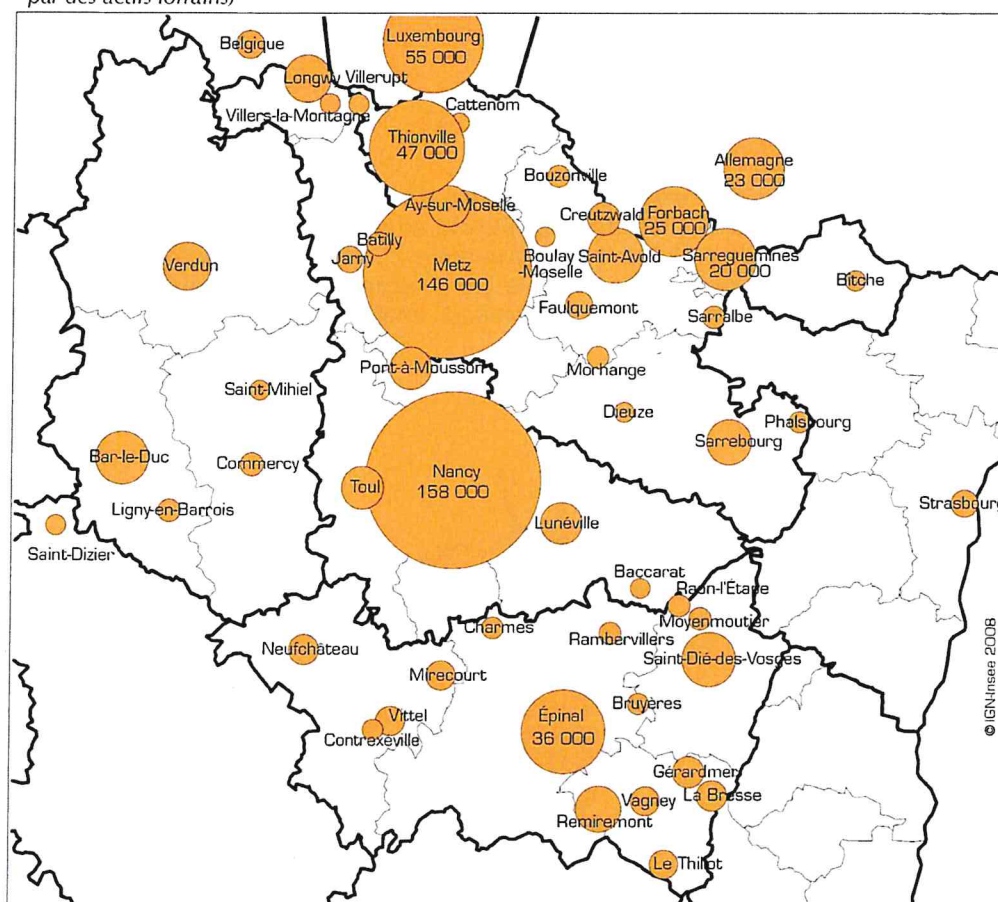 par des actifs lorrains)
Belgique
Luxembourg
55 000
Longwy
Villerupt
Villers-la-Montagne
Cattenom
Thionville
47 000
Allemagne
23 000
Bouzonville
Ay-sur-Moselle
Creutzwald
Forbach
25 000
Batilly
Jarny
Boulay
-Moselle
Saint-Avold
Sarreguemines
20 000
Verdun
Metz
146 000
Bitche
Faulquemont
Sarralbe
Pont-à-Mousson
Morhange
Saint-Mihiel
Dieuze
Phalsbourg
Sarrebourg
Bar-le-Duc
Commercy
Nancy
158 000
Toul
Strasbourg
Ligny-en-Barrois
Lunéville
Saint-Dizier
Baccarat
Raon-l'Étape
Moyenmoutier
Charmes
Rambervillers
Neufchâteau
Saint-Dié-des-Vosges
Mirecourt
Bruyères
Vittel
Contrexéville
Épinal
36 000
Gérardmer
La Bresse
Vagney
Remiremont
Le Thillot
© IGN-Insee 2008